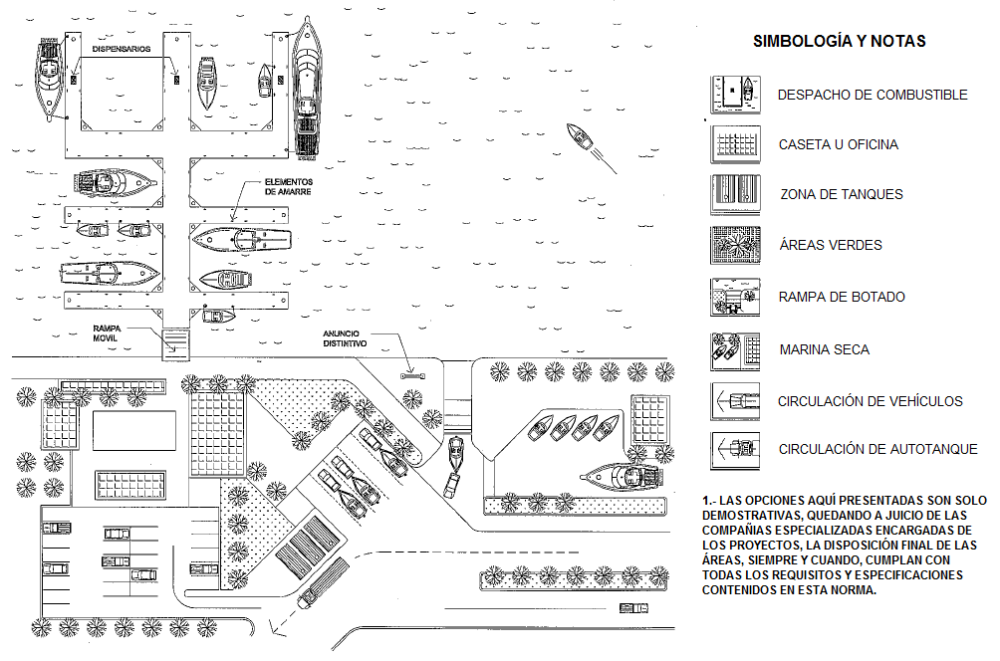 DISPENSARIOS
ELEMENTOS
DE AMARRE
RAMPA
MOVIL
ANUNCIO
DISTINTIVO
SIMBOLOGÍA Y NOTAS
DESPACHO DE COMBUSTIBLE
CASETA U OFICINA
ZONA DE TANQUES
ÁREAS VERDES
RAMPA DE BOTADO
MARINA SECA
CIRCULACIÓN DE VEHÍCULOS
CIRCULACIÓN DE AUTOTANQUE
1.- LAS OPCIONES AQUÍ PRESENTADAS SON SOLO
DEMOSTRATIVAS, QUEDANDO A JUICIO DE LAS
COMPAÑIAS ESPECIALIZADAS ENCARGADAS DE
LOS PROYECTOS, LA DISPOSICIÓN FINAL DE LAS
ÁREAS, SIEMPRE Y CUANDO, CUMPLAN CON
TODAS LOS REQUISITOS Y ESPECIFICACIONES
CONTENIDOS EN ESTA NORMA.